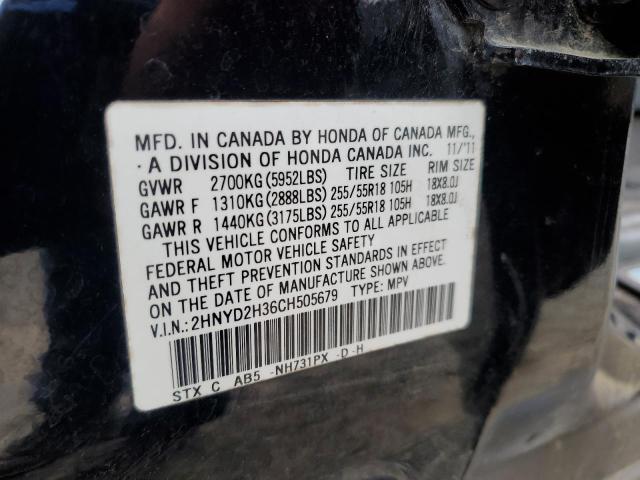 MFD. IN CANADA BY HONDA OF CANADA MFG.,
· A DIVISION OF HONDA CANADA INC. 11/'11
GVWR 2700KG (5952LBS) TIRE SIZE RIM SIZE
GAWR F 1310KG (2888LBS) 255/55R18 105H 18X8.0J
GAWR R 1440KG (3175LBS) 255/55R18 105H 18X8.0J
THIS VEHICLE CONFORMS TO ALL APPLICABLE
FEDERAL MOTOR VEHICLE SAFETY
AND THEFT PREVENTION STANDARDS IN EFFECT
ON THE DATE OF MANUFACTURE SHOWN ABOVE.
V.I.N.: 2HNYD2H36CH505679 TYPE: MPV
STX C AB5 -NH731PX -D-H